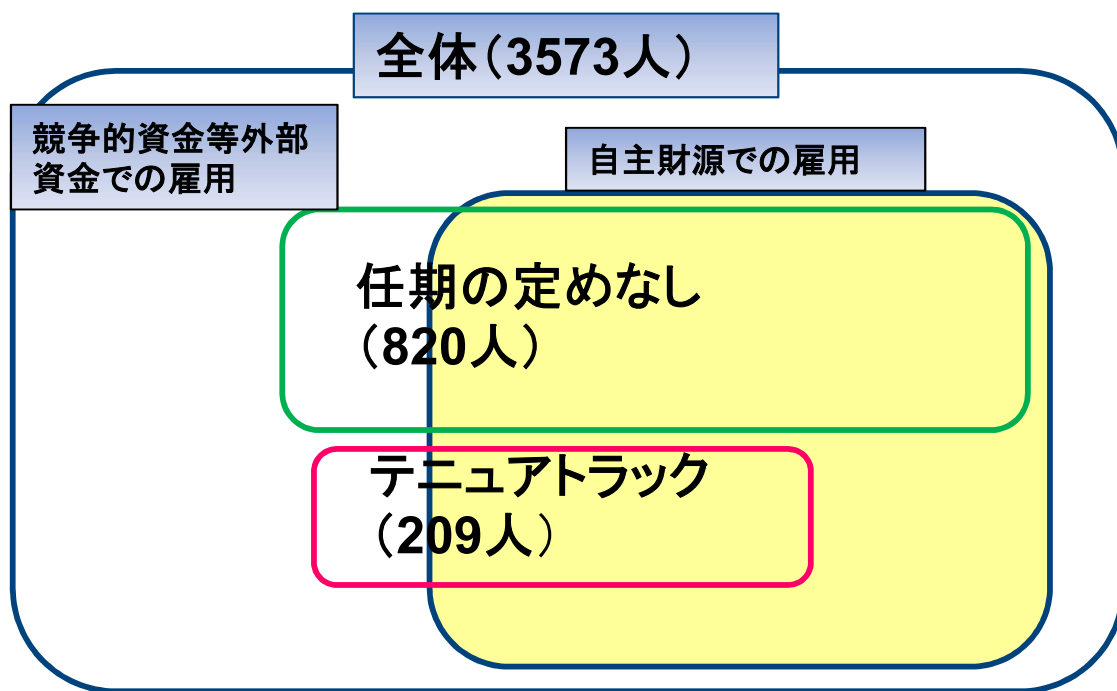 全体（3573人）
競争的資金等外部
資金での雇用
自主財源での雇用
任期の定めなし
（820人）
テニュアトラック
（209人）